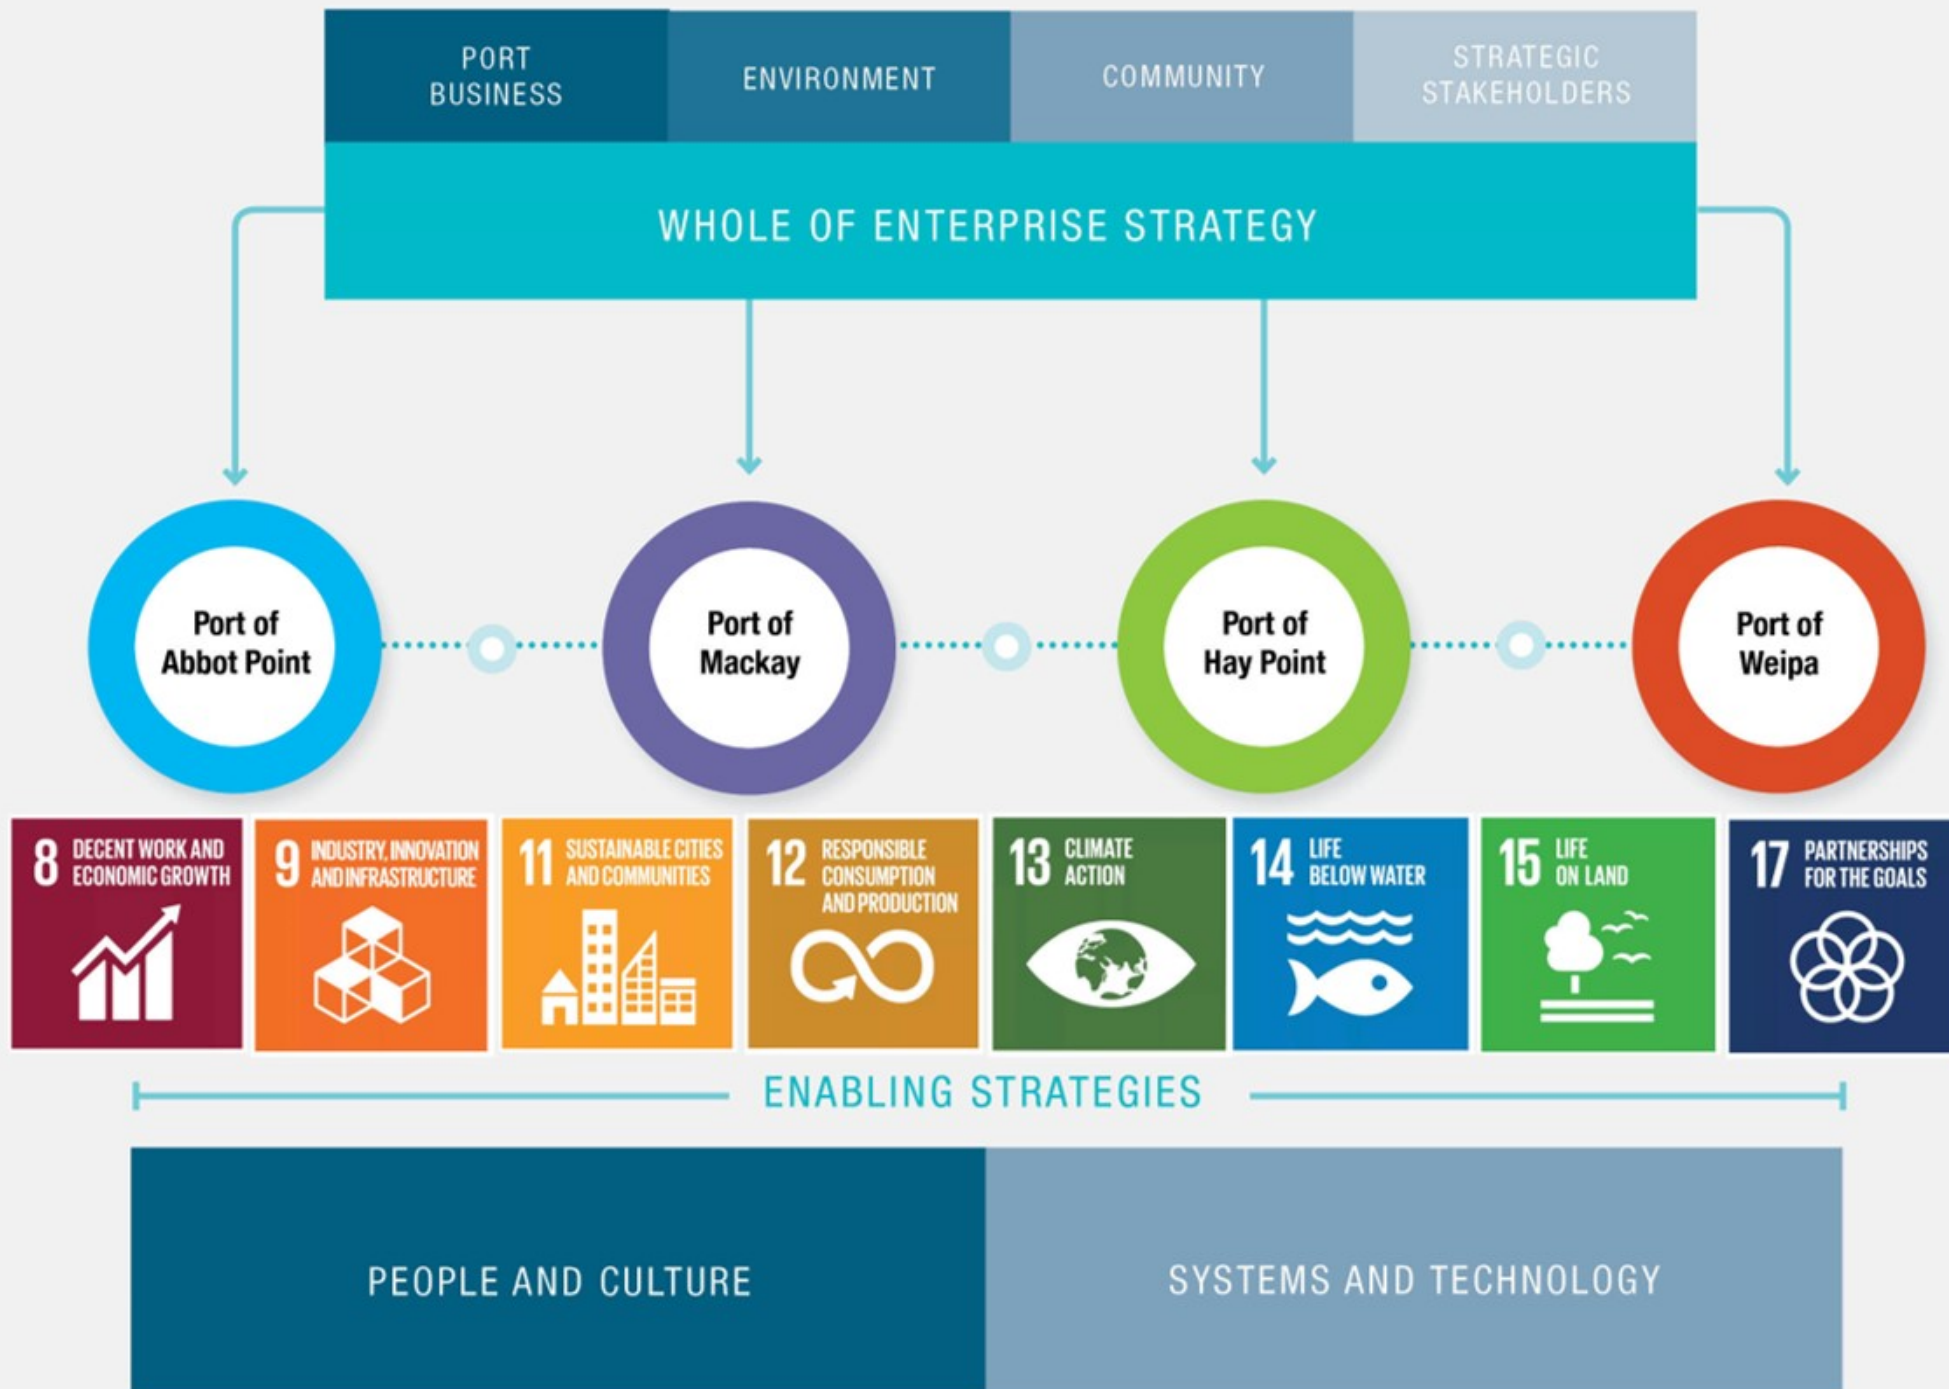 PORT
BUSINESS
ENVIRONMENT
COMMUNITY
STRATEGIC
STAKEHOLDERS
WHOLE OF ENTERPRISE STRATEGY
Port of
Abbot Point
Port of
Mackay
Port of
Hay Point
Port of
Weipa
8 DECENT WORK AND
ECONOMIC GROWTH
9 INDUSTRY, INNOVATION
AND INFRASTRUCTURE
11 SUSTAINABLE CITIES
AND COMMUNITIES
12 RESPONSIBLE
CONSUMPTION
AND PRODUCTION
13 CLIMATE
ACTION
14 LIFE
BELOW WATER
15 LIFE
ON LAND
17 PARTNERSHIPS
FOR THE GOALS
ENABLING STRATEGIES
PEOPLE AND CULTURE
SYSTEMS AND TECHNOLOGY